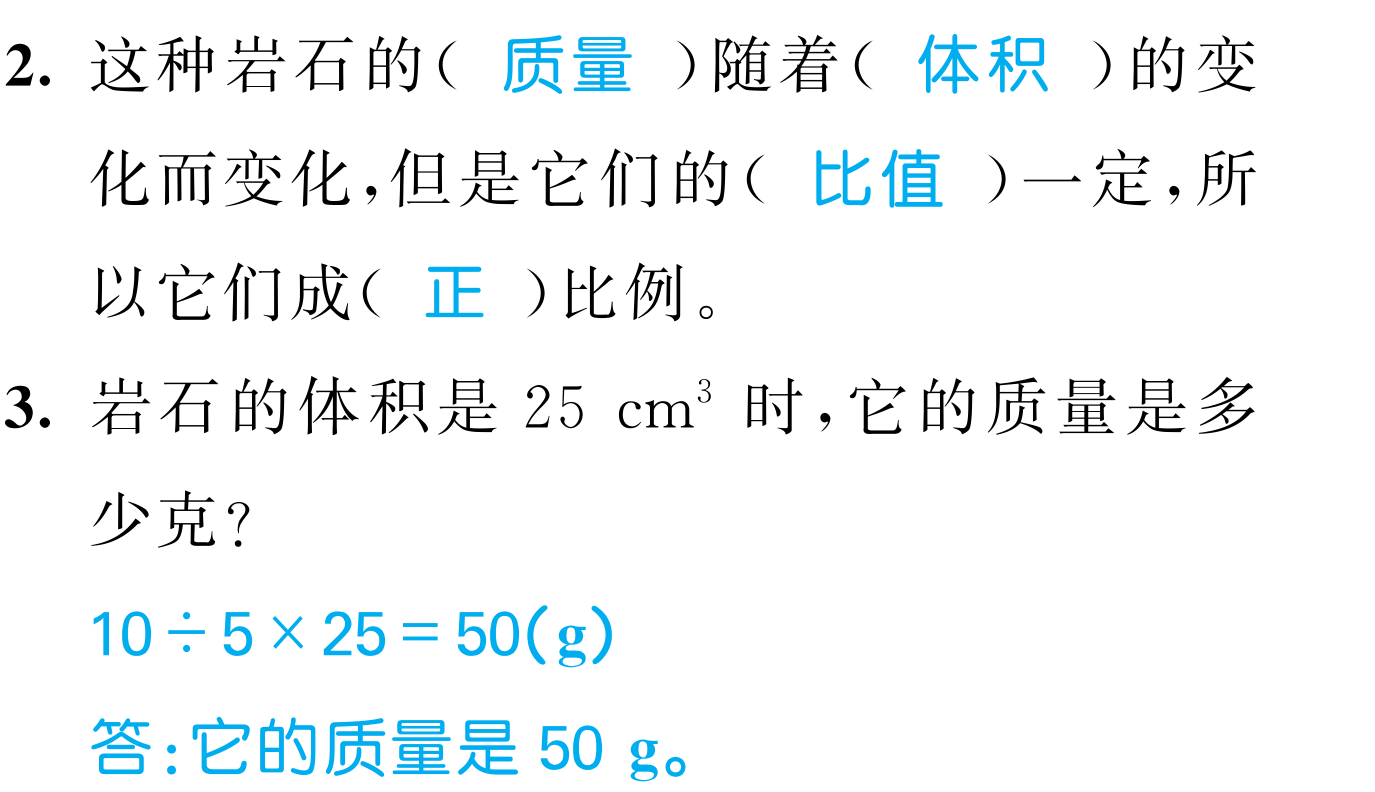 2. 这种岩石的( 质量 )随着( 体积 )的变
化而变化,但是它们的( 比值 )一定,所
以它们成( 正 )比例。
3. 岩石的体积是 25 cm³ 时,它的质量是多
少克?
10÷5×25=50(g)
答:它的质量是 50 g。